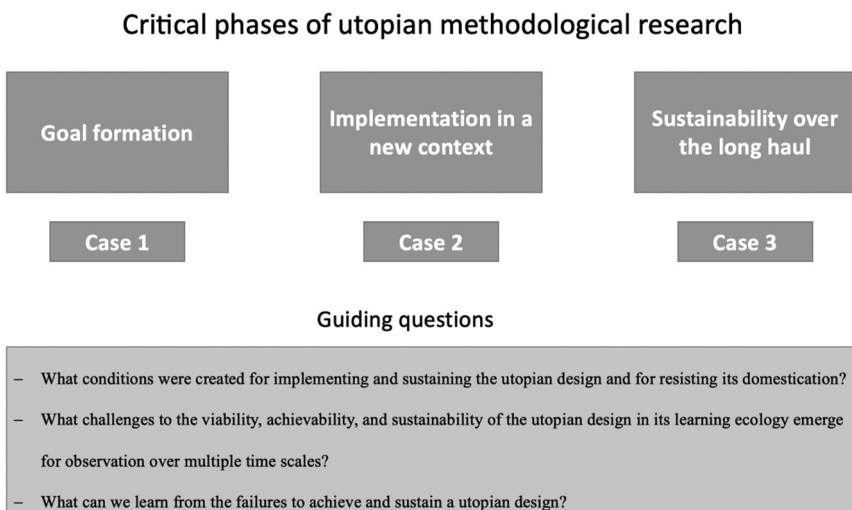 Critical phases of utopian methodological research
Goal formation
Implementation in a
new context
Sustainability over
the long haul
Case 1
Case 2
Case 3
Guiding questions
– What conditions were created for implementing and sustaining the utopian design and for resisting its domestication?
– What challenges to the viability, achievability, and sustainability of the utopian design in its learning ecology emerge
for observation over multiple time scales?
– What can we learn from the failures to achieve and sustain a utopian design?